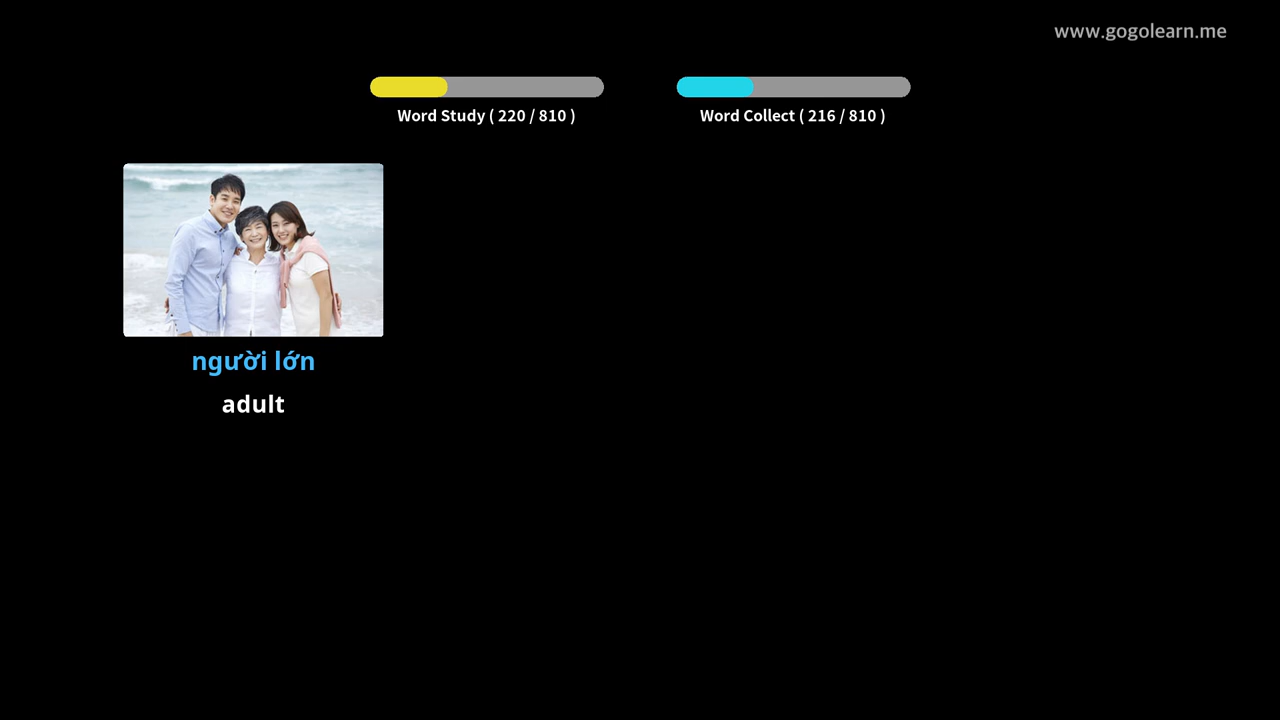 www.gogolearn.me
Word Study ( 220 / 810 )
Word Collect ( 216 / 810 )
người lớn
adult